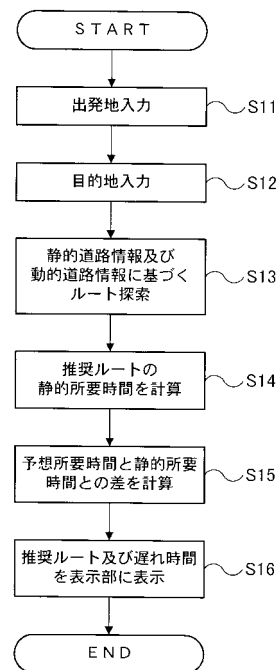 START
出発地入力
S11
目的地入力
S12
静的道路情報及び
動的道路情報に基づく
ルート探索
S13
推奨ルートの
静的所要時間を計算
S14
予想所要時間と静的所要
時間との差を計算
S15
推奨ルート及び遅れ時間
を表示部に表示
S16
END